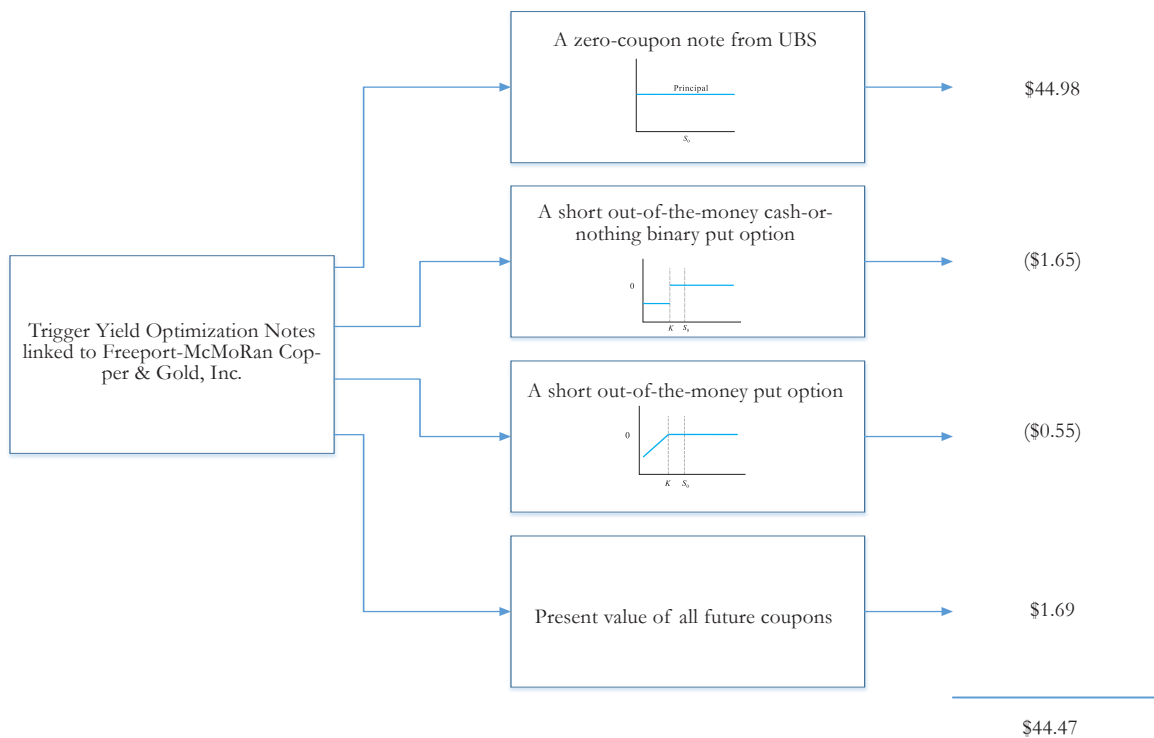 A zero-coupon note from UBS
Principal
S₀
$44.98
A short out-of-the-money cash-or-
nothing binary put option
0
K
S₀
($1.65)
Trigger Yield Optimization Notes
linked to Freeport-McMoRan Cop-
per & Gold, Inc.
A short out-of-the-money put option
0
K
S₀
($0.55)
Present value of all future coupons
$1.69
$44.47